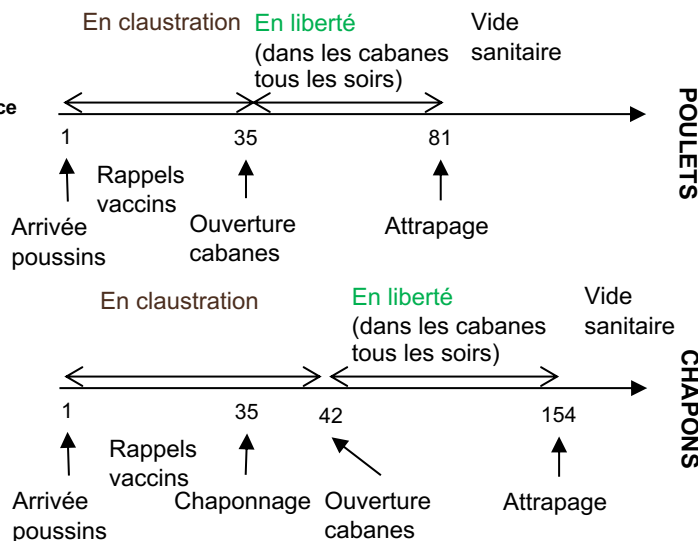 En claustration
En liberté
(dans les cabanes
tous les soirs)
Vide
sanitaire
ce
1
35
81
POULETS
Rappels
vaccins
Arrivée
poussins
Ouverture
cabanes
Attrapage
En claustration
En liberté
(dans les cabanes
tous les soirs)
Vide
sanitaire
1
35
42
154
CHAPONS
Rappels
vaccins
Arrivée
poussins
Chaponnage
Ouverture
cabanes
Attrapage